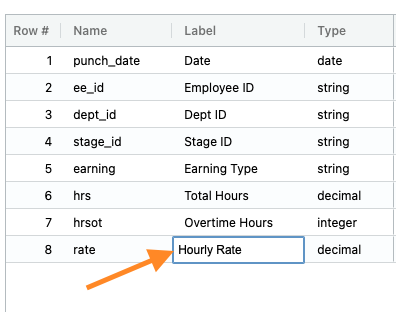 Row # Name Label Type
1 punch_date Date date
2 ee_id Employee ID string
3 dept_id Dept ID string
4 stage_id Stage ID string
5 earning Earning Type string
6 hrs Total Hours decimal
7 hrsot Overtime Hours integer
8 rate Hourly Rate decimal